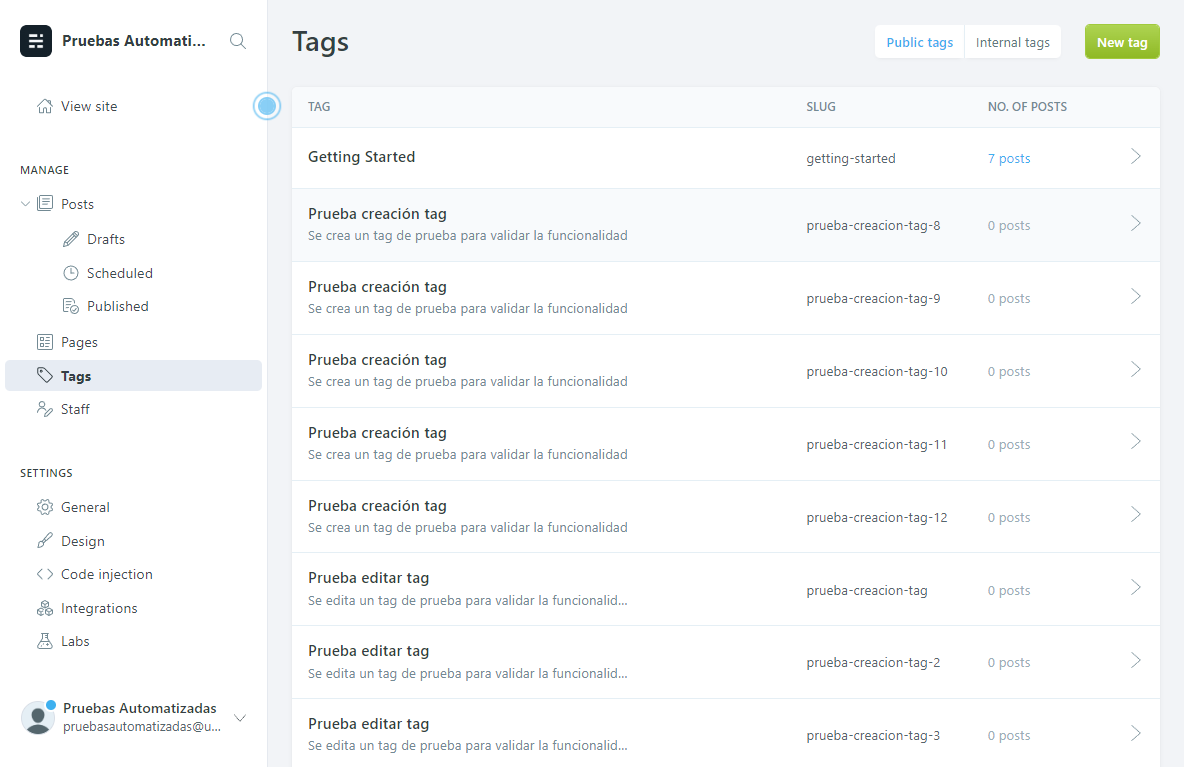 Pruebas Automati...
View site
MANAGE
Posts
Drafts
Scheduled
Published
Pages
Tags
Staff
SETTINGS
General
Design
Code injection
Integrations
Labs
Pruebas Automatizadas
pruebasautomatizadas@u...
Tags
Public tags Internal tags New tag
TAG SLUG NO. OF POSTS
Getting Started getting-started 7 posts
Prueba creación tag
Se crea un tag de prueba para validar la funcionalidad
prueba-creacion-tag-8 0 posts
Prueba creación tag
Se crea un tag de prueba para validar la funcionalidad
prueba-creacion-tag-9 0 posts
Prueba creación tag
Se crea un tag de prueba para validar la funcionalidad
prueba-creacion-tag-10 0 posts
Prueba creación tag
Se crea un tag de prueba para validar la funcionalidad
prueba-creacion-tag-11 0 posts
Prueba creación tag
Se crea un tag de prueba para validar la funcionalidad
prueba-creacion-tag-12 0 posts
Prueba editar tag
Se edita un tag de prueba para validar la funcionalid...
prueba-creacion-tag 0 posts
Prueba editar tag
Se edita un tag de prueba para validar la funcionalid...
prueba-creacion-tag-2 0 posts
Prueba editar tag
Se edita un tag de prueba para validar la funcionalid...
prueba-creacion-tag-3 0 posts